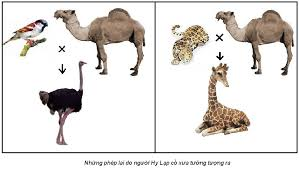 Những phép lai do người Hy Lạp cổ xưa tưởng tượng ra